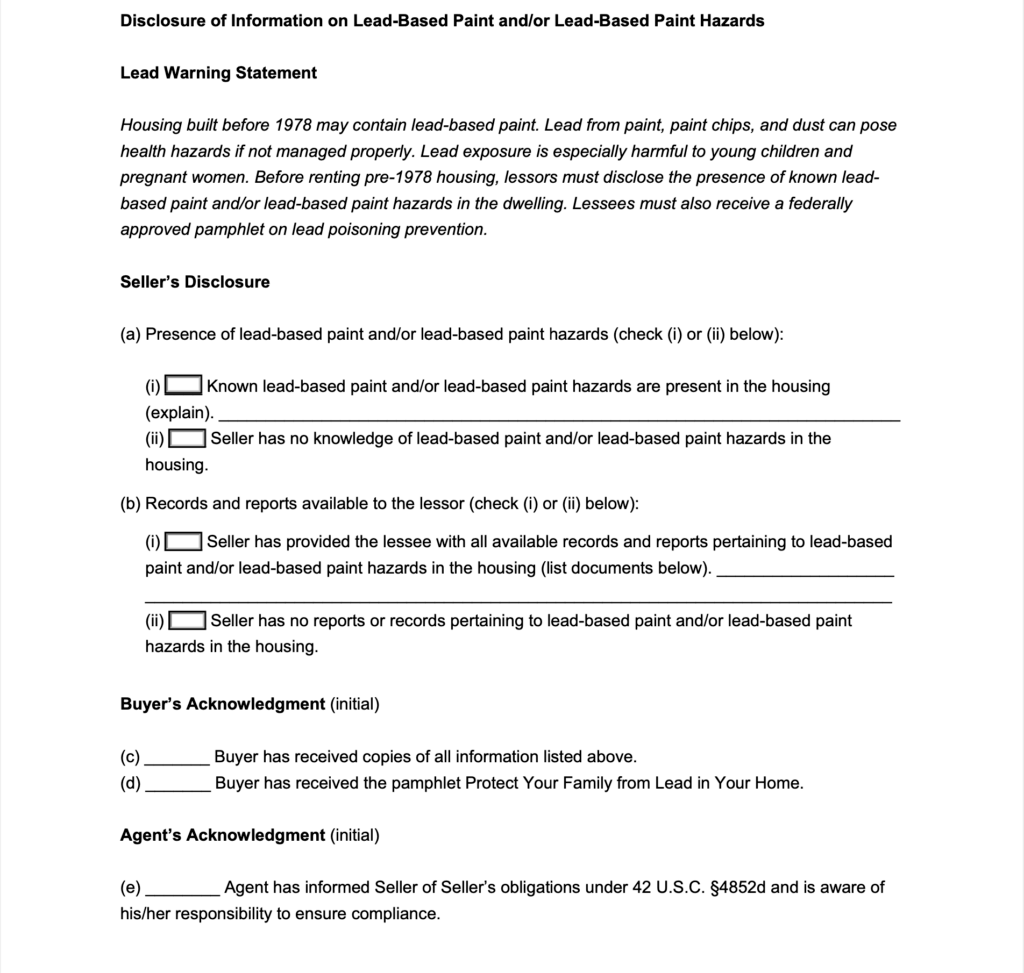 Disclosure of Information on Lead-Based Paint and/or Lead-Based Paint Hazards
Lead Warning Statement
Housing built before 1978 may contain lead-based paint. Lead from paint, paint chips, and dust can pose
health hazards if not managed properly. Lead exposure is especially harmful to young children and
pregnant women. Before renting pre-1978 housing, lessors must disclose the presence of known lead-
based paint and/or lead-based paint hazards in the dwelling. Lessees must also receive a federally
approved pamphlet on lead poisoning prevention.
Seller’s Disclosure
(a) Presence of lead-based paint and/or lead-based paint hazards (check (i) or (ii) below):
(i) Known lead-based paint and/or lead-based paint hazards are present in the housing
(explain).
(ii) Seller has no knowledge of lead-based paint and/or lead-based paint hazards in the
housing.
(b) Records and reports available to the lessor (check (i) or (ii) below):
(i) Seller has provided the lessee with all available records and reports pertaining to lead-based
paint and/or lead-based paint hazards in the housing (list documents below).
(ii) Seller has no reports or records pertaining to lead-based paint and/or lead-based paint
hazards in the housing.
Buyer’s Acknowledgment (initial)
(c) Buyer has received copies of all information listed above.
(d) Buyer has received the pamphlet Protect Your Family from Lead in Your Home.
Agent’s Acknowledgment (initial)
(e) Agent has informed Seller of Seller’s obligations under 42 U.S.C. §4852d and is aware of
his/her responsibility to ensure compliance.